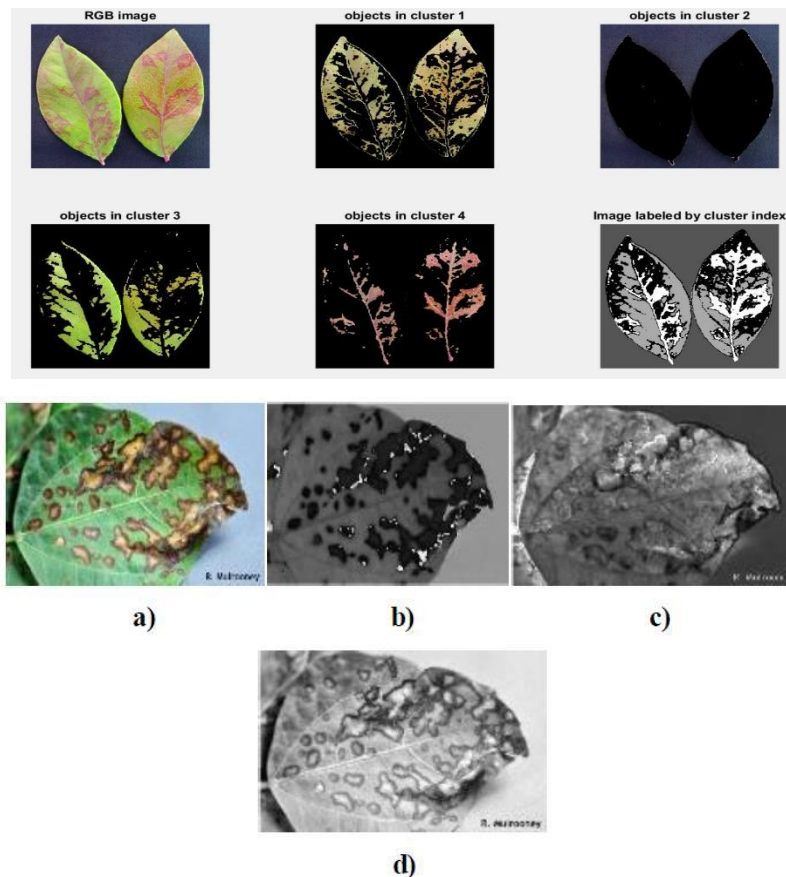 RGB image
objects in cluster 1
objects in cluster 2
objects in cluster 3
objects in cluster 4
Image labeled by cluster index
R. Mulrooney
a)
b)
c)
R. Mulrooney
d)